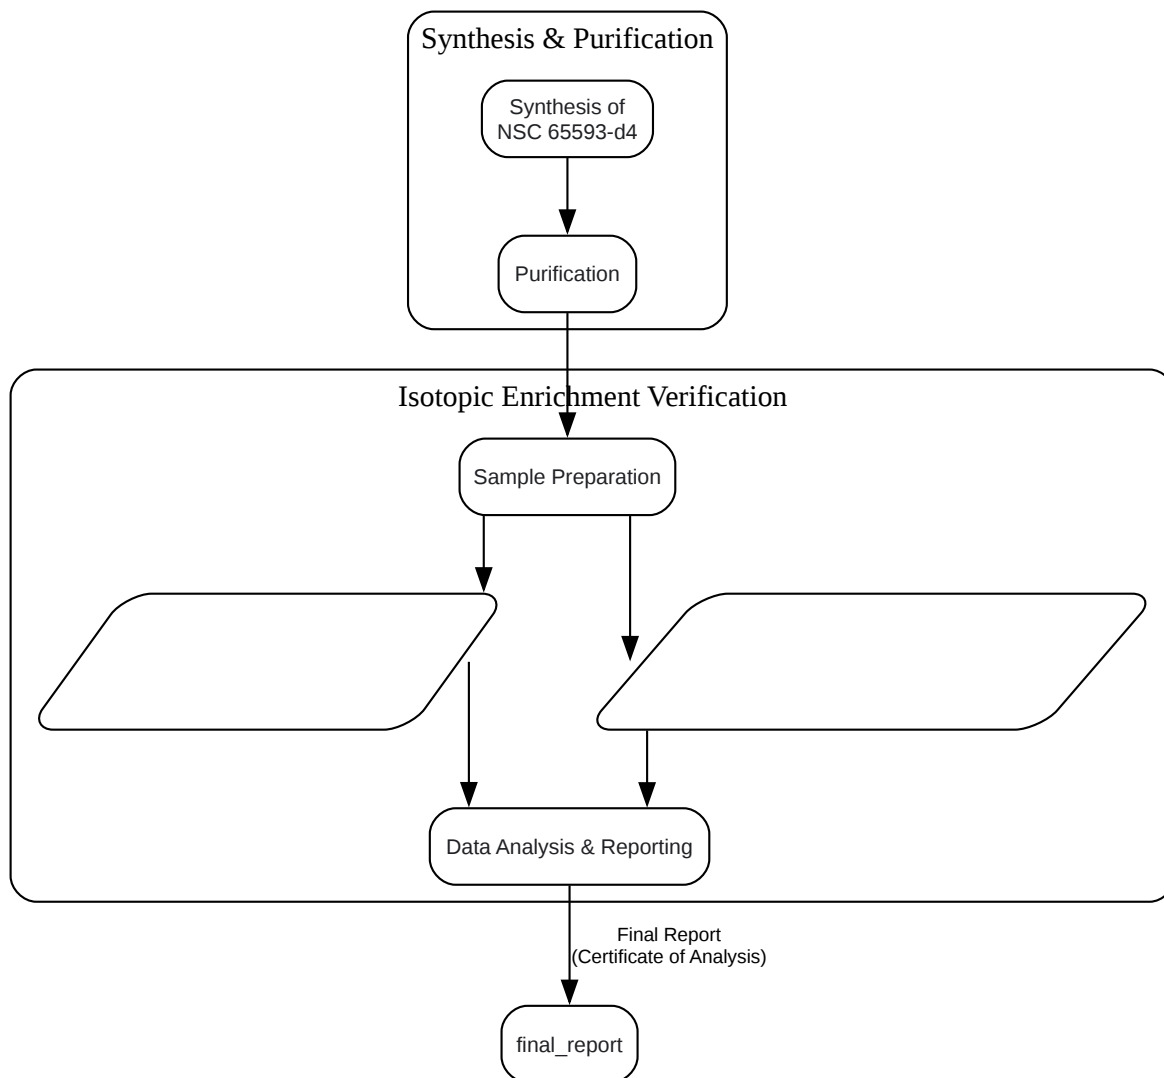 Synthesis & Purification
Synthesis of
NSC 65593-d4
Purification
Isotopic Enrichment Verification
Sample Preparation
Data Analysis & Reporting
Final Report
(Certificate of Analysis)
final_report